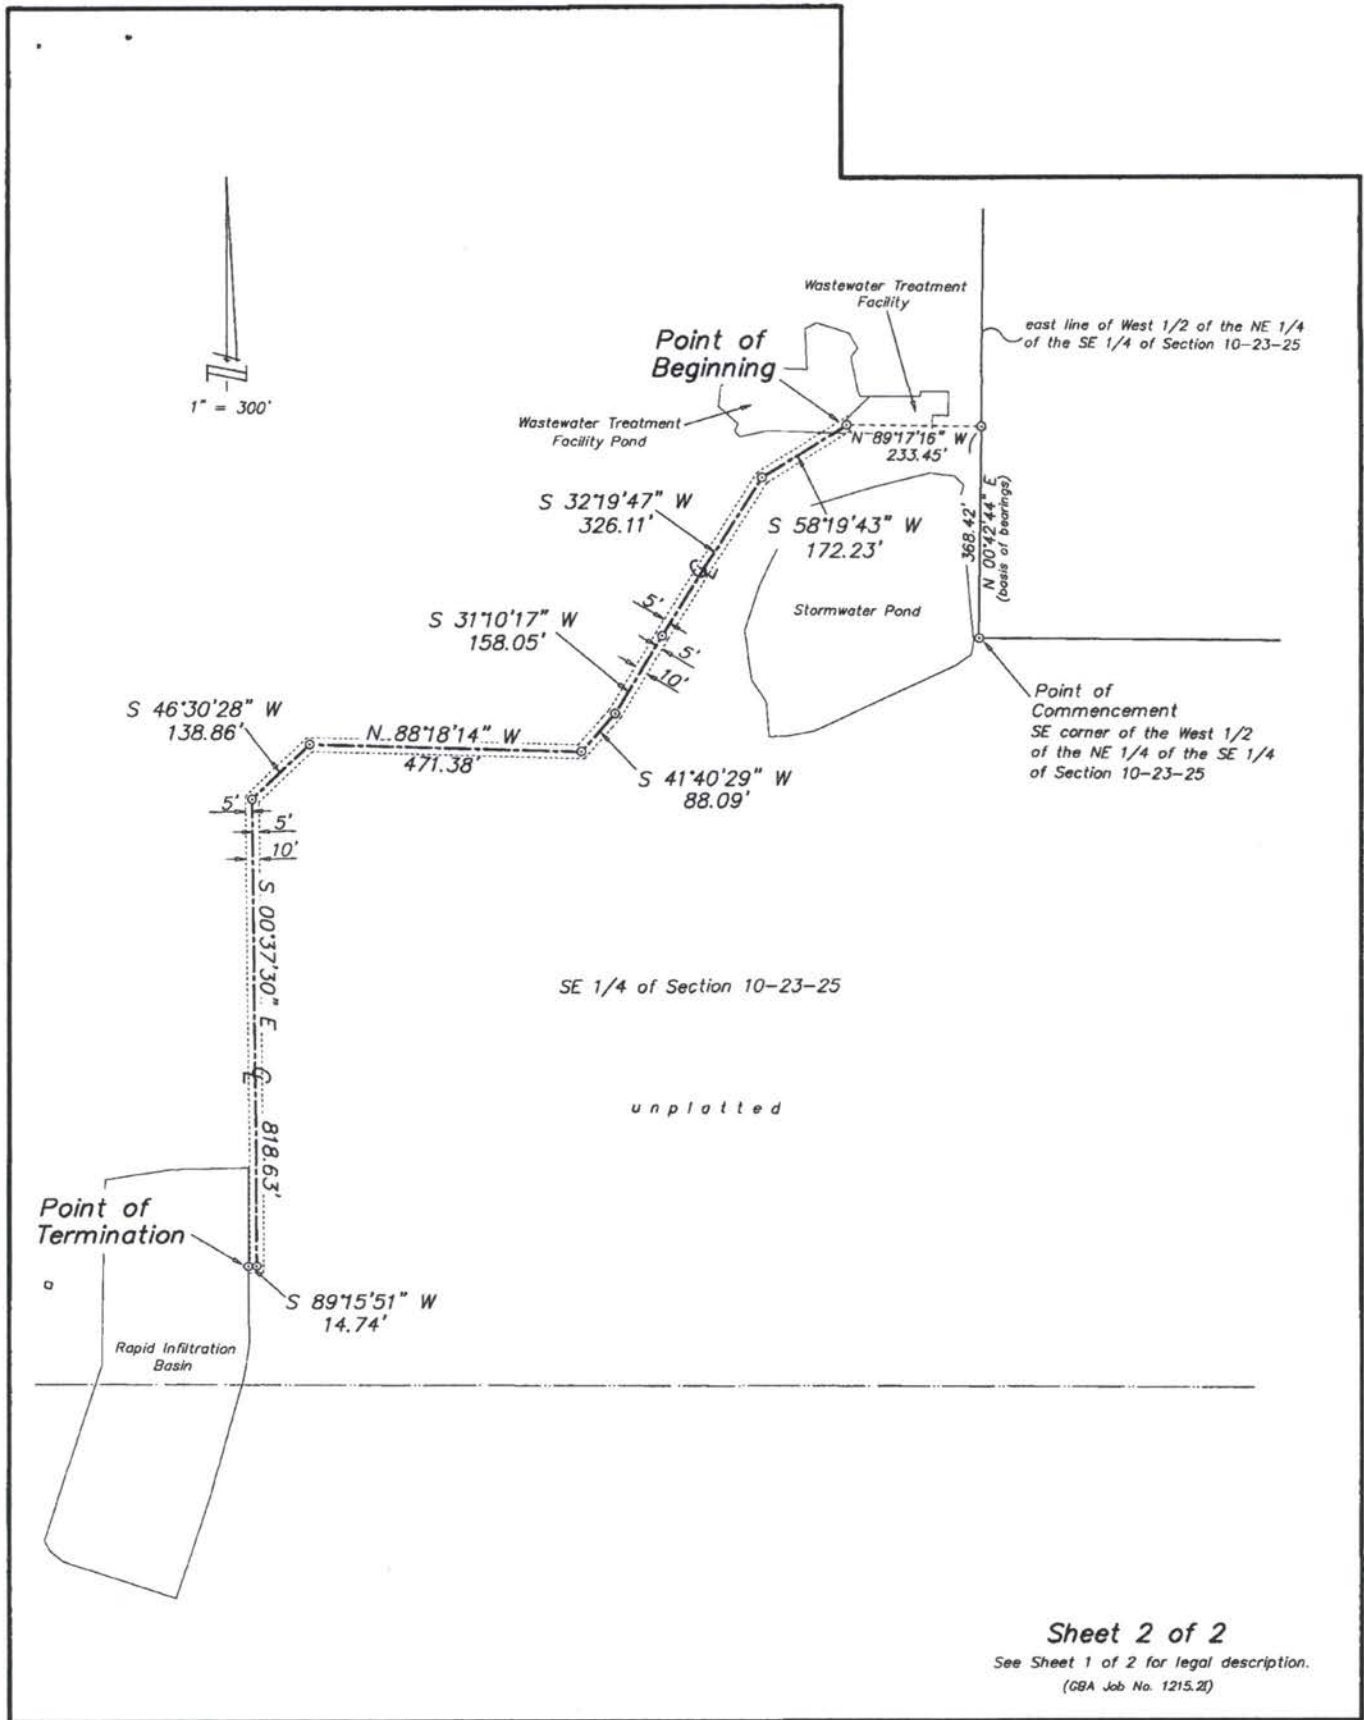 1" = 300'
Wastewater Treatment
Facility
east line of West 1/2 of the NE 1/4
of the SE 1/4 of Section 10-23-25
Point of
Beginning
Wastewater Treatment
Facility Pond
N 89°17'16" W
233.45'
S 32°19'47" W
326.11'
S 58°19'43" W
172.23'
368.42'
N 00°42'44" E
(basis of bearings)
Stormwater Pond
5'
S 31°10'17" W
158.05'
5'
10'
Point of
Commencement
SE corner of the West 1/2
of the NE 1/4 of the SE 1/4
of Section 10-23-25
S 46°30'28" W
138.86'
N 88°18'14" W
471.38'
S 41°40'29" W
88.09'
5'
5'
10'
S 00°37'30" E
818.63'
SE 1/4 of Section 10-23-25
unplatted
Point of
Termination
S 89°15'51" W
14.74'
Rapid Infiltration
Basin
Sheet 2 of 2
See Sheet 1 of 2 for legal description.